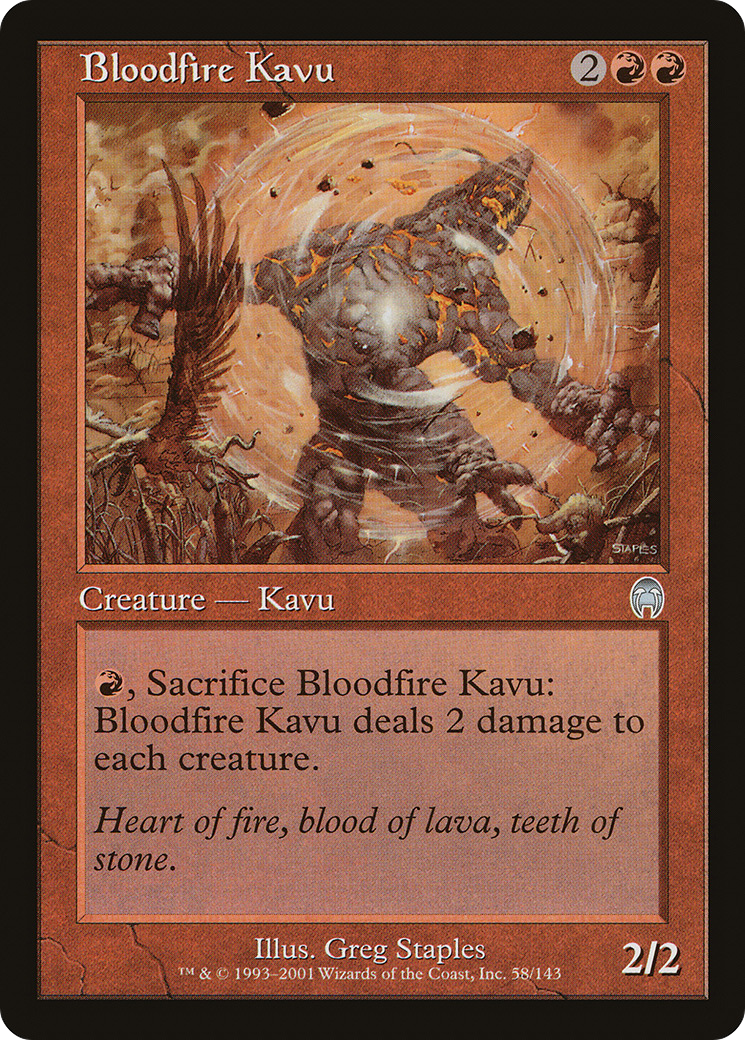 Bloodfire Kavu
2
STAPLES
Creature — Kavu
, Sacrifice Bloodfire Kavu:
Bloodfire Kavu deals 2 damage to
each creature.
Heart of fire, blood of lava, teeth of
stone.
Illus. Greg Staples
™ & © 1993–2001 Wizards of the Coast, Inc. 58/143
2/2